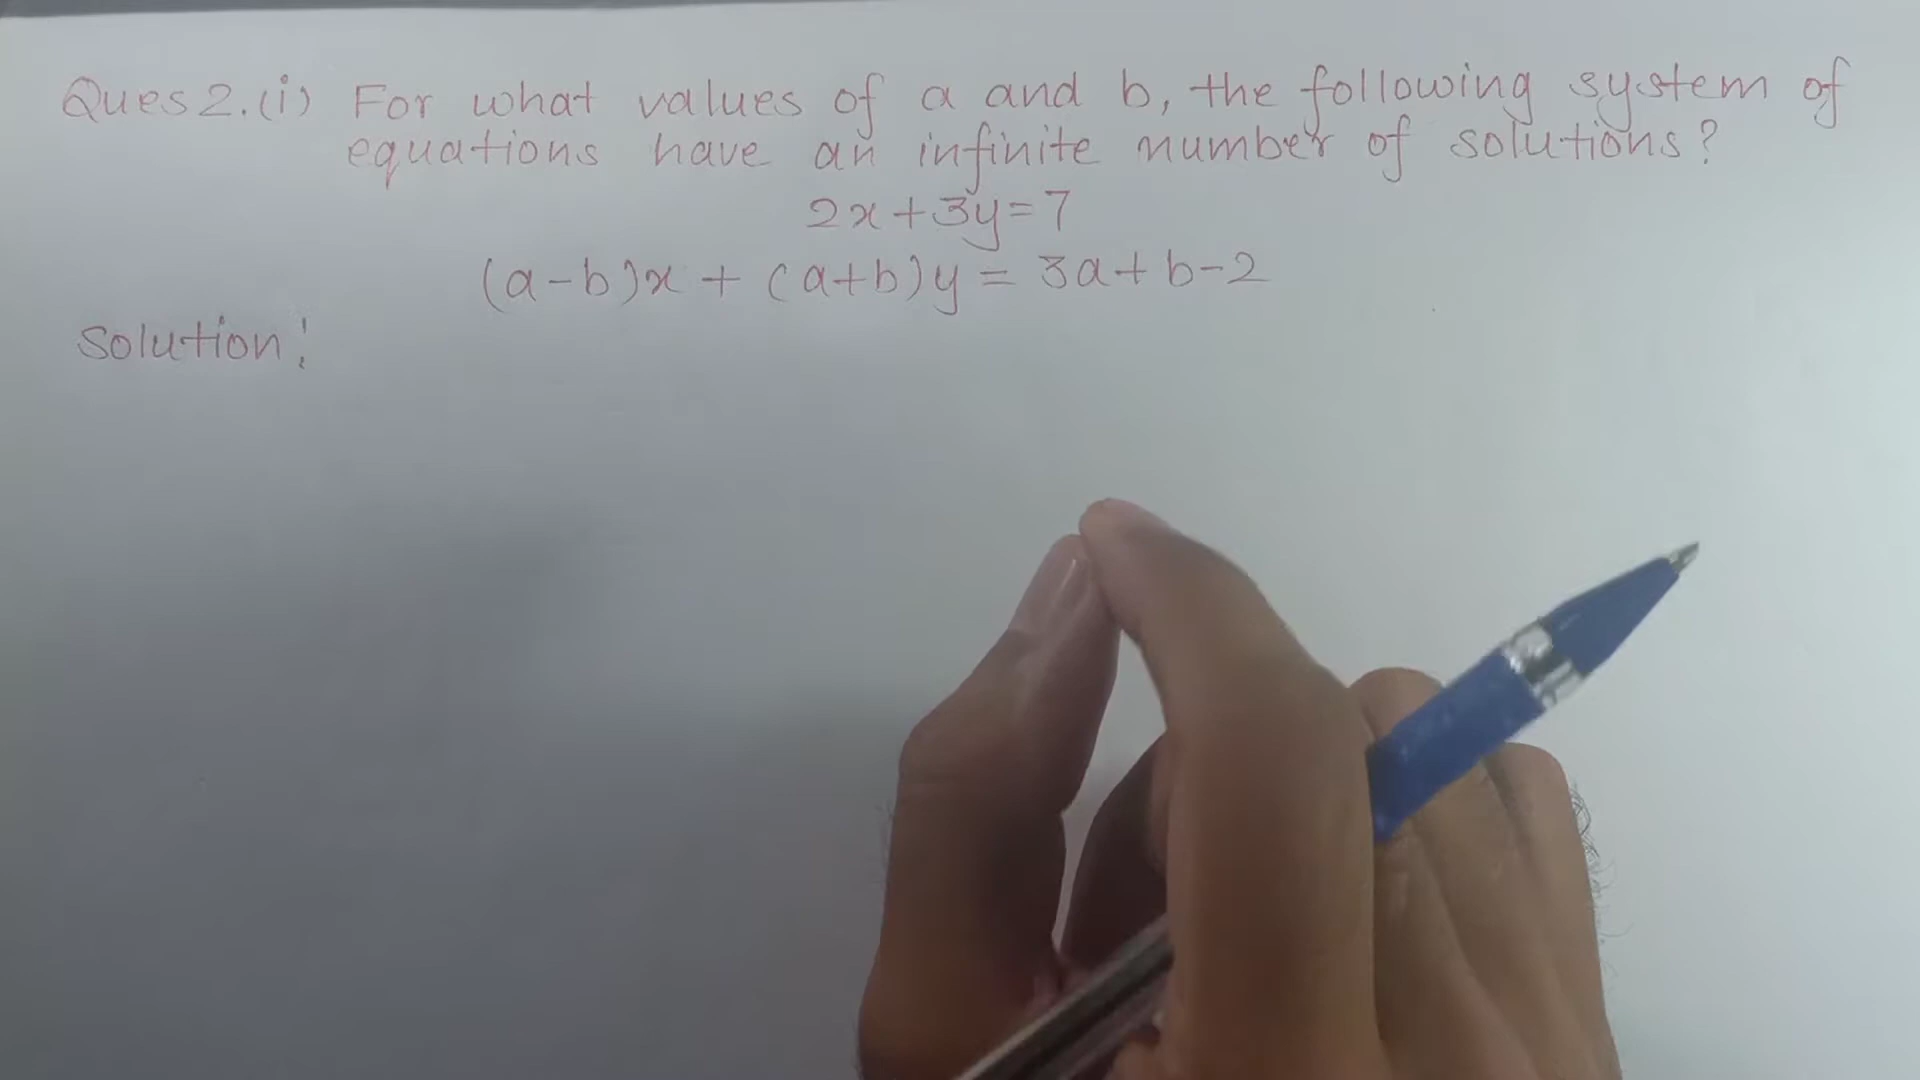 Ques 2. (i) For what values of a and b, the following system of
equations have an infinite number of solutions?
2x+3y=7
(a-b)x + (a+b)y = 3a+b-2
Solution: